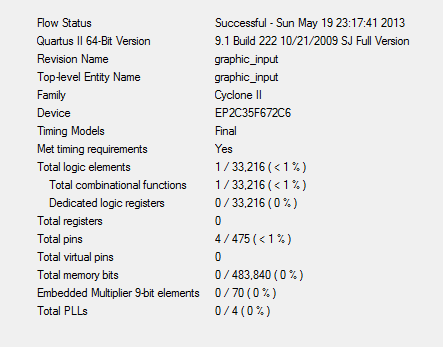 Flow Status Successful - Sun May 19 23:17:41 2013
Quartus II 64-Bit Version 9.1 Build 222 10/21/2009 SJ Full Version
Revision Name graphic_input
Top-level Entity Name graphic_input
Family Cyclone II
Device EP2C35F672C6
Timing Models Final
Met timing requirements Yes
Total logic elements 1 / 33,216 ( < 1 % )
Total combinational functions 1 / 33,216 ( < 1 % )
Dedicated logic registers 0 / 33,216 ( 0 % )
Total registers 0
Total pins 4 / 475 ( < 1 % )
Total virtual pins 0
Total memory bits 0 / 483,840 ( 0 % )
Embedded Multiplier 9-bit elements 0 / 70 ( 0 % )
Total PLLs 0 / 4 ( 0 % )